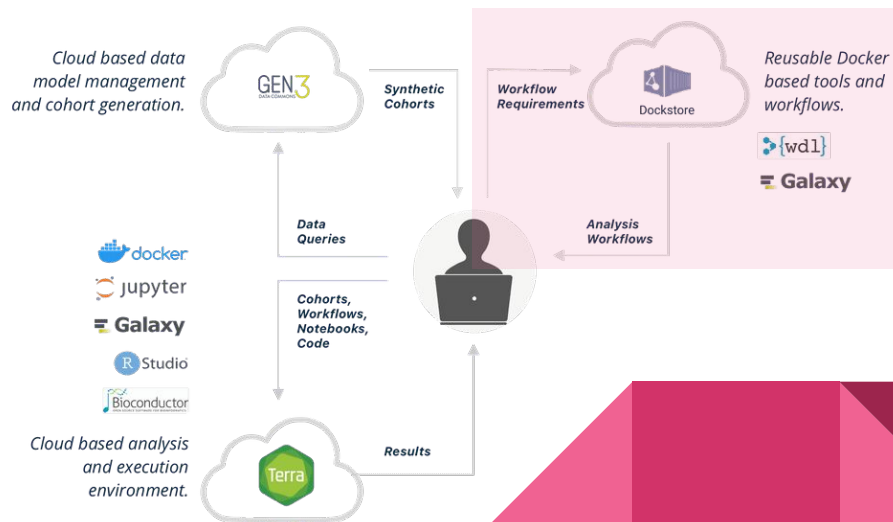 Cloud based data
model management
and cohort generation.
GEN3
DATA COMMONS
Synthetic
Cohorts
Workflow
Requirements
Dockstore
Reusable Docker
based tools and
workflows.
{wdl}
Galaxy
Data
Queries
Analysis
Workflows
docker
jupyter
Galaxy
R Studio
Bioconductor
Cohorts,
Workflows,
Notebooks,
Code
Cloud based analysis
and execution
environment.
Terra
Results